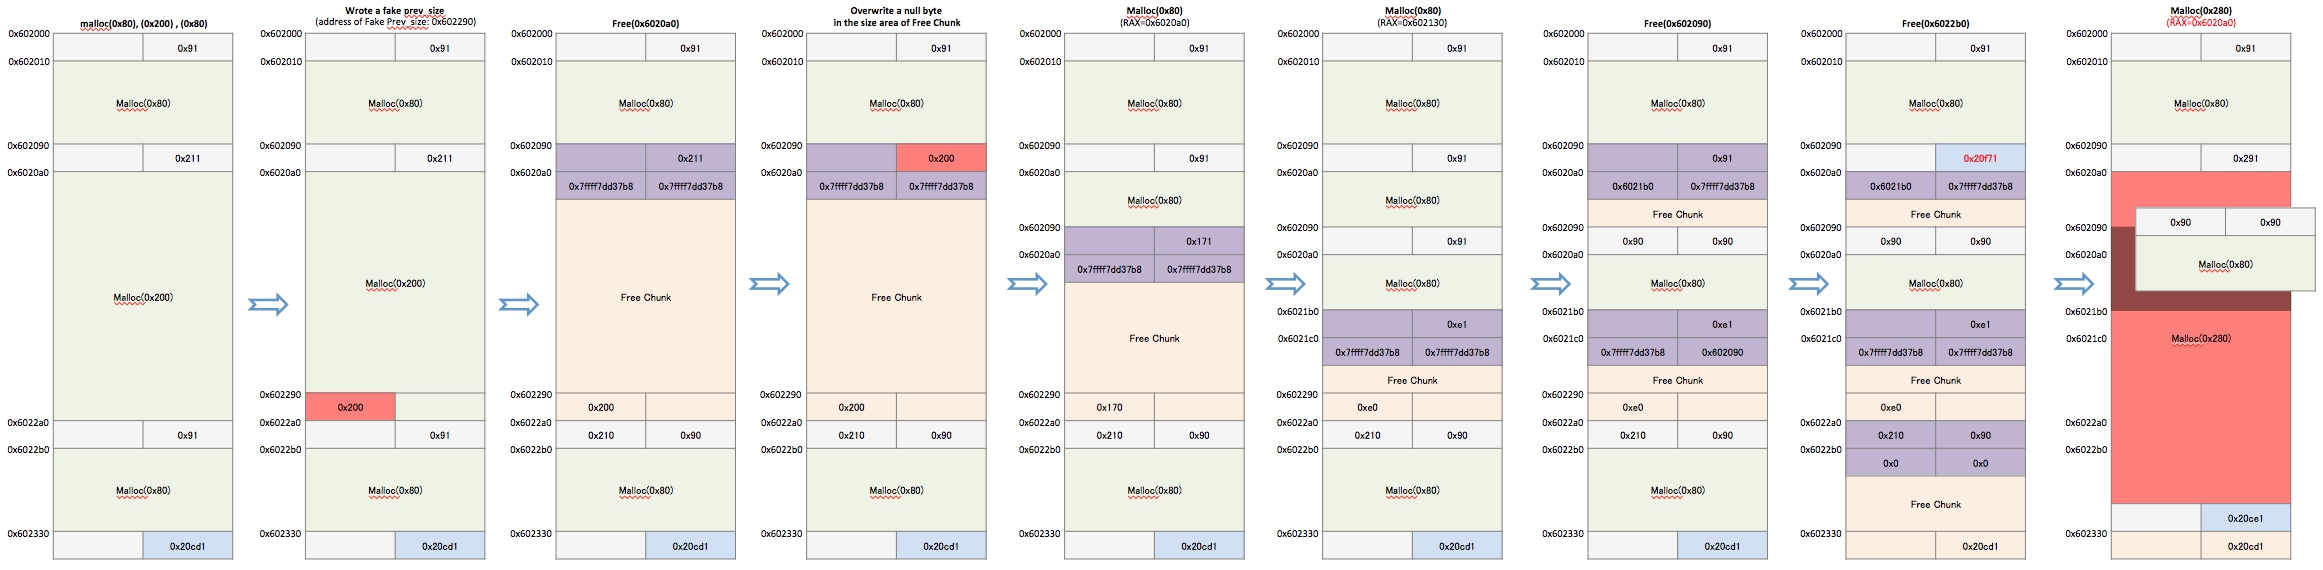 malloc(0x80), (0x200) , (0x80)
0x602000
0x91
0x602010
Malloc(0x80)
0x602090
0x211
0x6020a0
Malloc(0x200)
0x6022a0
0x91
0x6022b0
Malloc(0x80)
0x602330
0x20cd1
Wrote a fake prev_size
(address of Fake Prev_size: 0x602290)
0x602000
0x91
0x602010
Malloc(0x80)
0x602090
0x211
0x6020a0
Malloc(0x200)
0x602290
0x200
0x6022a0
0x91
0x6022b0
Malloc(0x80)
0x602330
0x20cd1
Free(0x6020a0)
0x602000
0x91
0x602010
Malloc(0x80)
0x602090
0x211
0x6020a0
0x7ffff7dd37b8 0x7ffff7dd37b8
Free Chunk
0x602290
0x200
0x6022a0
0x210 0x90
0x6022b0
Malloc(0x80)
0x602330
0x20cd1
Overwrite a null byte
in the size area of Free Chunk
0x602000
0x91
0x602010
Malloc(0x80)
0x602090
0x200
0x6020a0
0x7ffff7dd37b8 0x7ffff7dd37b8
Free Chunk
0x602290
0x200
0x6022a0
0x210 0x90
0x6022b0
Malloc(0x80)
0x602330
0x20cd1
Malloc(0x80)
(RAX=0x6020a0)
0x602000
0x91
0x602010
Malloc(0x80)
0x602090
0x91
0x6020a0
Malloc(0x80)
0x602090
0x171
0x6020a0
0x7ffff7dd37b8 0x7ffff7dd37b8
Free Chunk
0x602290
0x170
0x6022a0
0x210 0x90
0x6022b0
Malloc(0x80)
0x602330
0x20cd1
Malloc(0x80)
(RAX=0x602130)
0x602000
0x91
0x602010
Malloc(0x80)
0x602090
0x91
0x6020a0
Malloc(0x80)
0x602090
0x91
0x6020a0
Malloc(0x80)
0x6021b0
0xe1
0x6021c0
0x7ffff7dd37b8 0x7ffff7dd37b8
Free Chunk
0x602290
0xe0
0x6022a0
0x210 0x90
0x6022b0
Malloc(0x80)
0x602330
0x20cd1
Free(0x602090)
0x602000
0x91
0x602010
Malloc(0x80)
0x602090
0x91
0x6020a0
0x6021b0 0x7ffff7dd37b8
Free Chunk
0x602090
0x90 0x90
0x6020a0
Malloc(0x80)
0x6021b0
0xe1
0x6021c0
0x7ffff7dd37b8 0x602090
Free Chunk
0x602290
0xe0
0x6022a0
0x210 0x90
0x6022b0
Malloc(0x80)
0x602330
0x20cd1
Free(0x6022b0)
0x602000
0x91
0x602010
Malloc(0x80)
0x602090
0x20f71
0x6020a0
0x6021b0 0x7ffff7dd37b8
Free Chunk
0x602090
0x90 0x90
0x6020a0
Malloc(0x80)
0x6021b0
0xe1
0x6021c0
0x7ffff7dd37b8 0x7ffff7dd37b8
Free Chunk
0xe0
0x6022a0
0x210 0x90
0x6022b0
0x0 0x0
Free Chunk
0x602330
0x20cd1
Malloc(0x280)
(RAX=0x6020a0)
0x602000
0x91
0x602010
Malloc(0x80)
0x602090
0x291
0x6020a0
0x90 0x90
0x602090
0x6020a0
Malloc(0x80)
0x6021b0
0x6021c0
Malloc(0x280)
0x6022a0
0x6022b0
0x20ce1
0x602330
0x20cd1